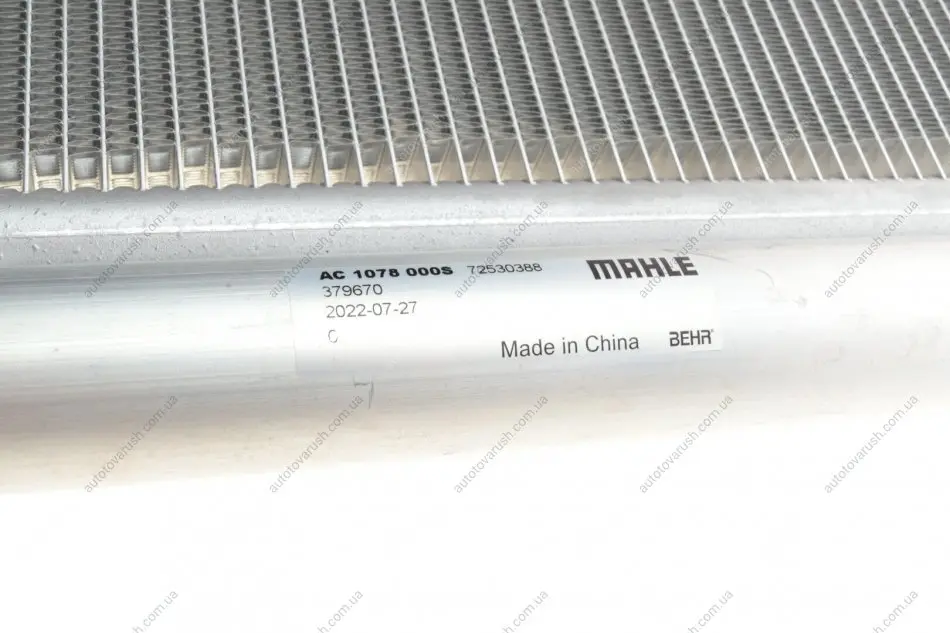 AC 1078 000S 72530388 MAHLE
379670
2022-07-27
C
Made in China BEHR®
autotovarush.com.ua